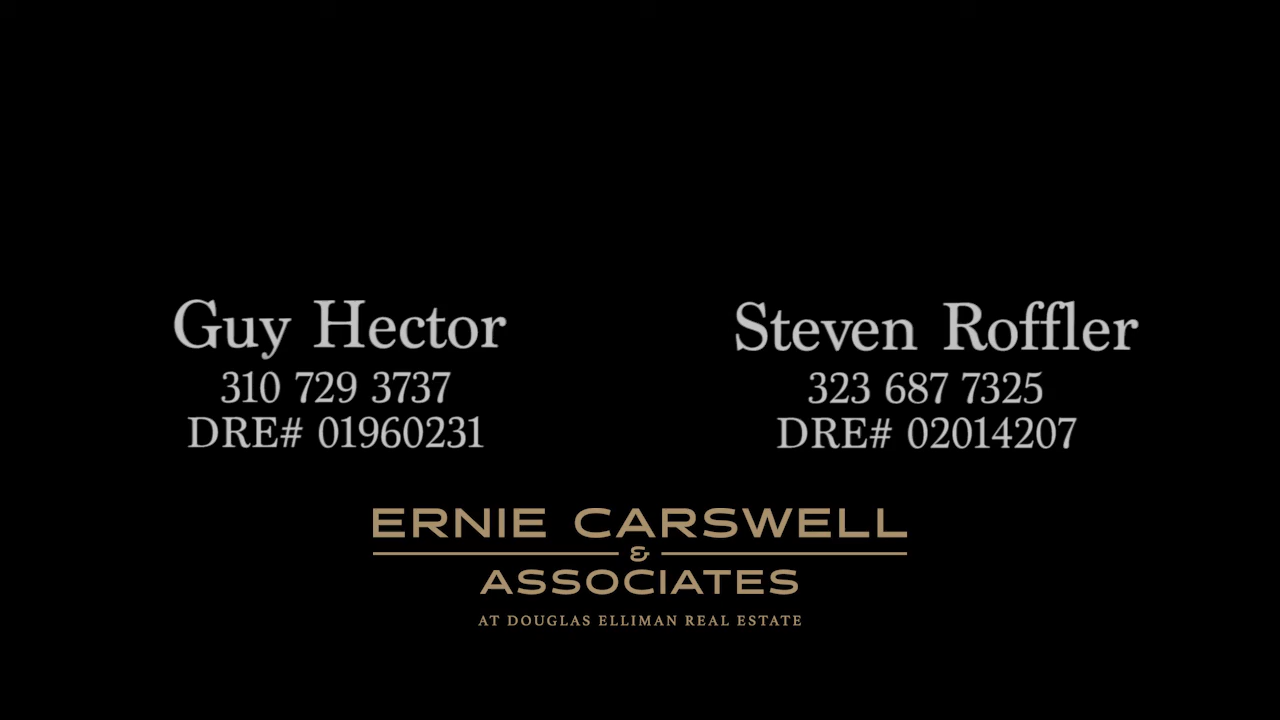 Guy Hector
310 729 3737
DRE# 01960231
Steven Roffler
323 687 7325
DRE# 02014207
ERNIE CARSWELL
&
ASSOCIATES
AT DOUGLAS ELLIMAN REAL ESTATE